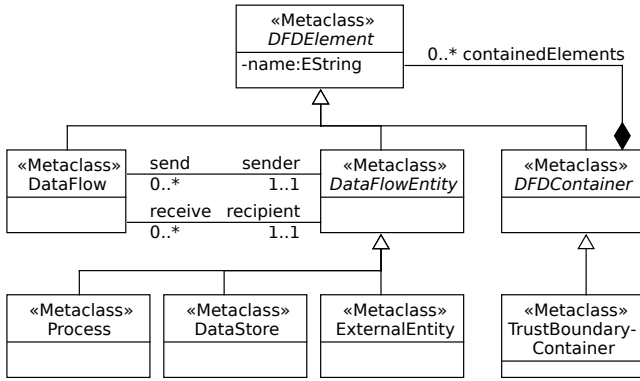 «Metaclass»
DFDElement
-name:EString
0..* containedElements
«Metaclass»
DataFlow
send
sender
0..*
1..1
receive
recipient
0..*
1..1
«Metaclass»
DataFlowEntity
«Metaclass»
DFDContainer
«Metaclass»
Process
«Metaclass»
DataStore
«Metaclass»
ExternalEntity
«Metaclass»
TrustBoundary-
Container